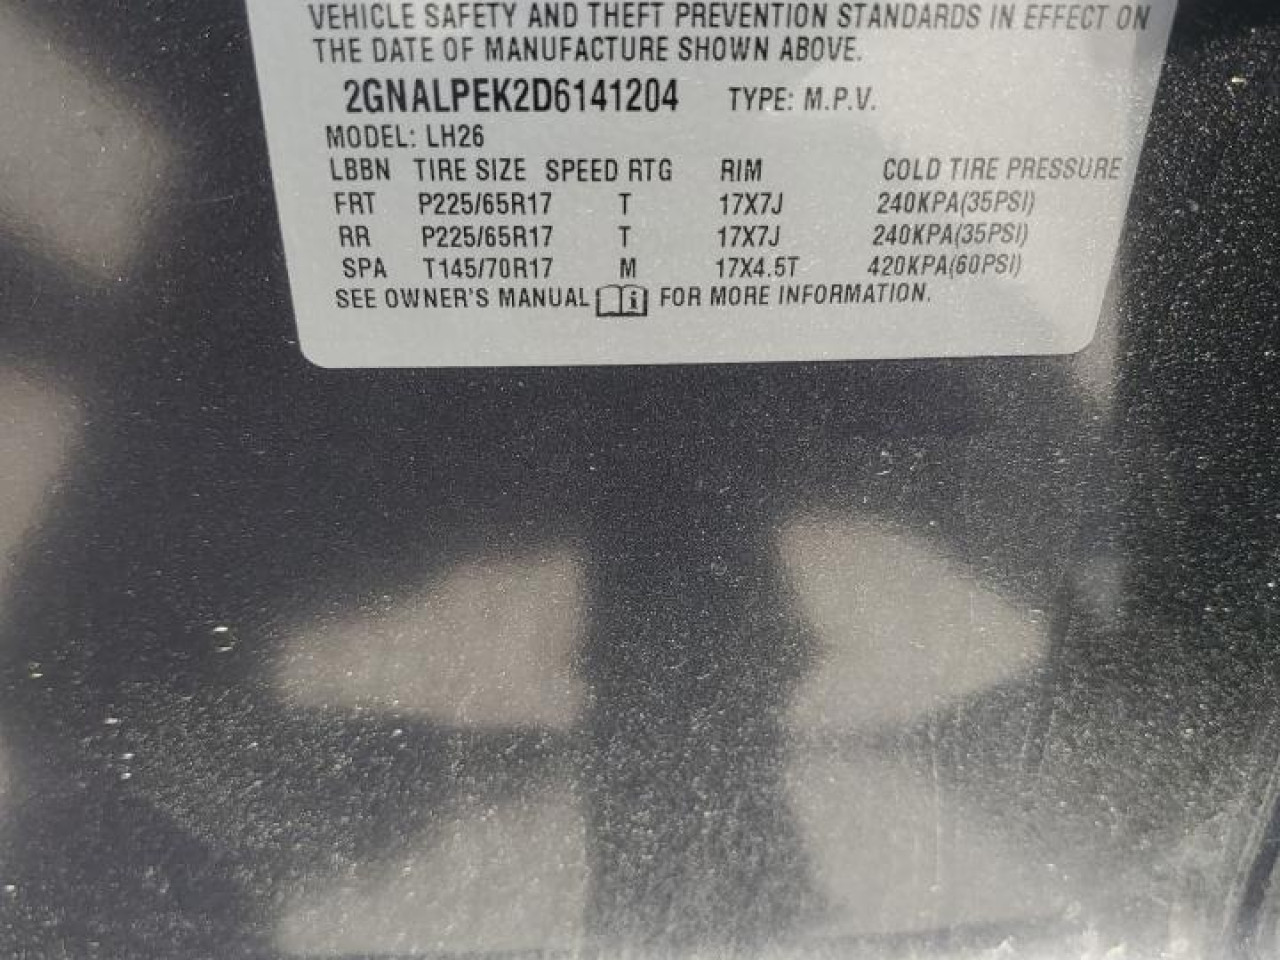 VEHICLE SAFETY AND THEFT PREVENTION STANDARDS IN EFFECT ON
THE DATE OF MANUFACTURE SHOWN ABOVE.
2GNALPEK2D6141204 TYPE: M.P.V.
MODEL: LH26
LBBN TIRE SIZE SPEED RTG RIM COLD TIRE PRESSURE
FRT P225/65R17 T 17X7J 240KPA(35PSI)
RR P225/65R17 T 17X7J 240KPA(35PSI)
SPA T145/70R17 M 17X4.5T 420KPA(60PSI)
SEE OWNER'S MANUAL i FOR MORE INFORMATION.